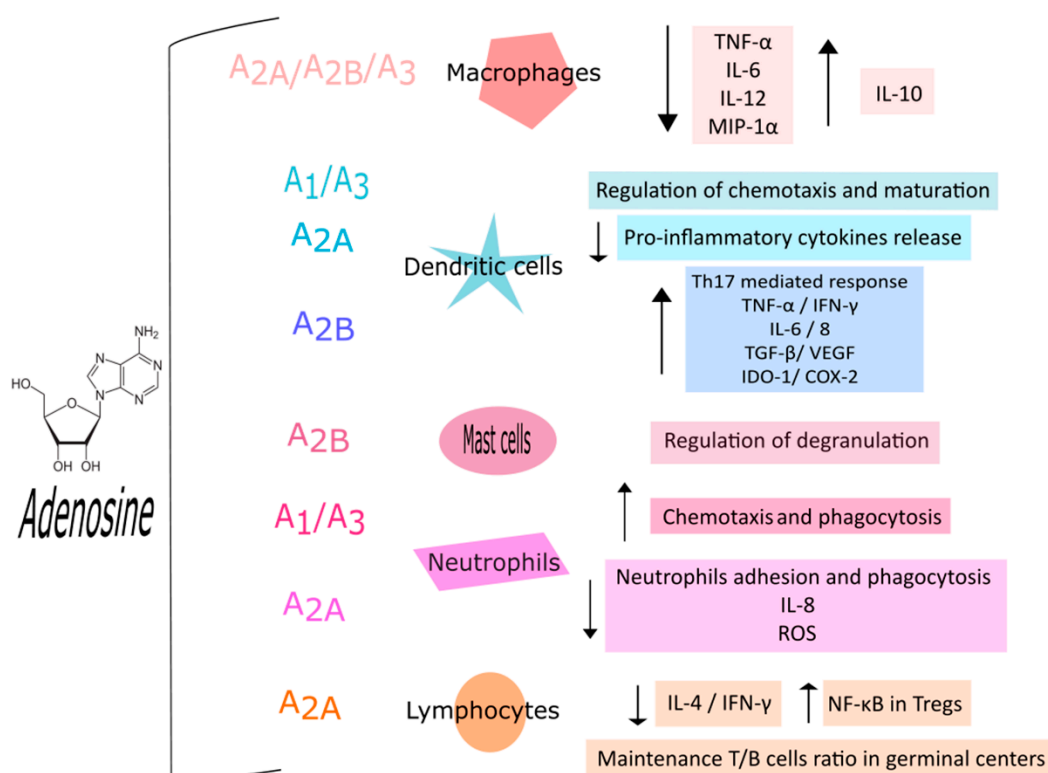 A2A/A2B/A3
Macrophages
TNF-α
IL-6
IL-12
MIP-1α
IL-10
A1/A3
Regulation of chemotaxis and maturation
A2A
Dendritic cells
Pro-inflammatory cytokines release
A2B
Th17 mediated response
TNF-α / IFN-γ
IL-6 / 8
TGF-β/ VEGF
IDO-1/ COX-2
NH2
N
N
N
N
HO
O
OH
OH
Adenosine
A2B
Mast cells
Regulation of degranulation
A1/A3
Chemotaxis and phagocytosis
Neutrophils
A2A
Neutrophils adhesion and phagocytosis
IL-8
ROS
A2A
Lymphocytes
IL-4 / IFN-γ
NF-κB in Tregs
Maintenance T/B cells ratio in germinal centers